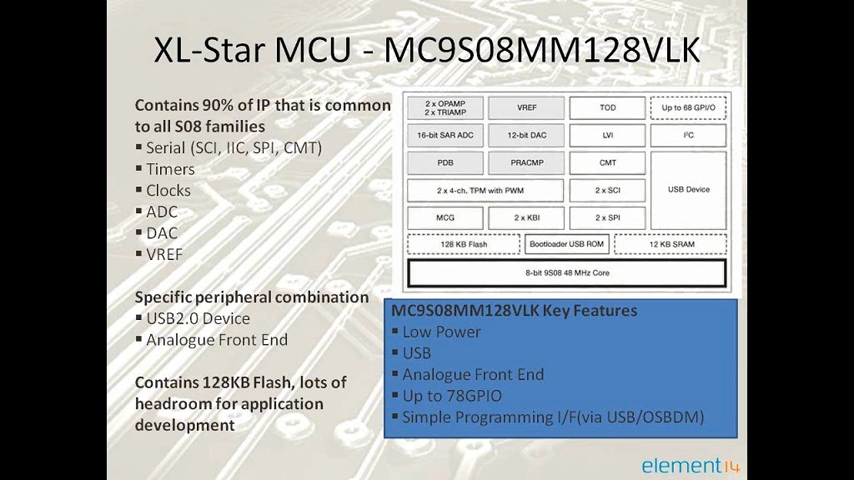 XL-Star MCU - MC9S08MM128VLK
Contains 90% of IP that is common
to all S08 families
▪ Serial (SCI, IIC, SPI, CMT)
▪ Timers
▪ Clocks
▪ ADC
▪ DAC
▪ VREF
Specific peripheral combination
▪ USB2.0 Device
▪ Analogue Front End
Contains 128KB Flash, lots of
headroom for application
development
2 x OPAMP
2 x TRIAMP
VREF
TOD
Up to 68 GPI/O
16-bit SAR ADC
12-bit DAC
LVI
I²C
PDB
PRACMP
CMT
USB Device
2 x 4-ch. TPM with PWM
2 x SCI
MCG
2 x KBI
2 x SPI
128 KB Flash
Bootloader USB ROM
12 KB SRAM
8-bit 9S08 48 MHz Core
MC9S08MM128VLK Key Features
▪ Low Power
▪ USB
▪ Analogue Front End
▪ Up to 78GPIO
▪ Simple Programming I/F(via USB/OSBDM)
element14